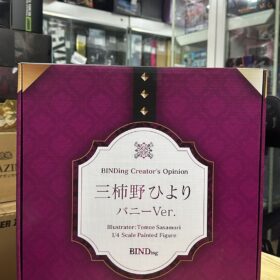 BINDing Creator's Opinion
三柿野ひより
バニーVer.
Illustrator: Tomoe Sasamori
1/4 Scale Painted Figure
BINDing